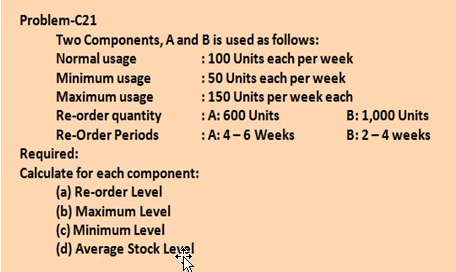 Problem-C21
Two Components, A and B is used as follows:
Normal usage : 100 Units each per week
Minimum usage : 50 Units each per week
Maximum usage : 150 Units per week each
Re-order quantity : A: 600 Units B: 1,000 Units
Re-Order Periods : A: 4 – 6 Weeks B: 2 – 4 weeks
Required:
Calculate for each component:
(a) Re-order Level
(b) Maximum Level
(c) Minimum Level
(d) Average Stock Level